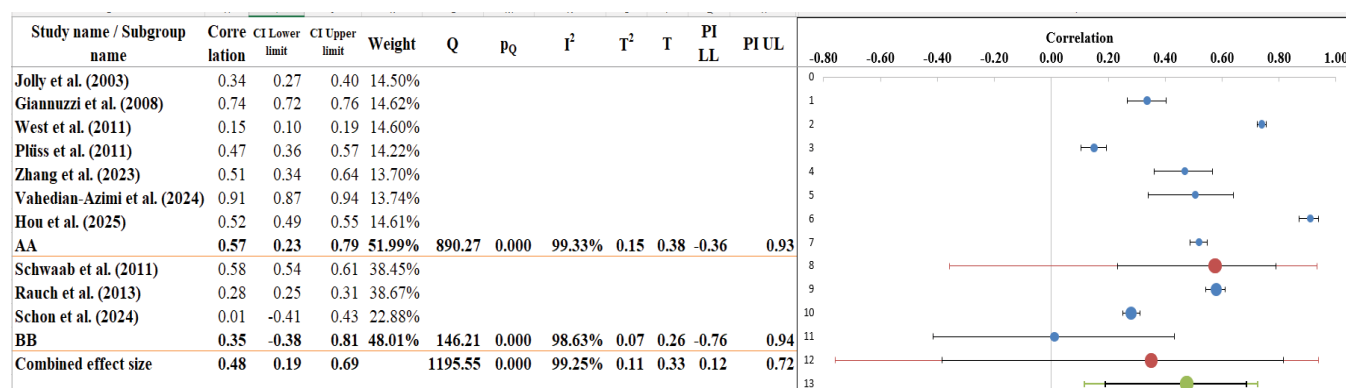 Study name / Subgroup name Correlation CI Lower limit CI Upper limit Weight Q pQ I² T² T PI LL PI UL
Jolly et al. (2003) 0.34 0.27 0.40 14.50%
Giannuzzi et al. (2008) 0.74 0.72 0.76 14.62%
West et al. (2011) 0.15 0.10 0.19 14.60%
Plüss et al. (2011) 0.47 0.36 0.57 14.22%
Zhang et al. (2023) 0.51 0.34 0.64 13.70%
Vahedian-Azimi et al. (2024) 0.91 0.87 0.94 13.74%
Hou et al. (2025) 0.52 0.49 0.55 14.61%
AA 0.57 0.23 0.79 51.99% 890.27 0.000 99.33% 0.15 0.38 -0.36 0.93
Schwaab et al. (2011) 0.58 0.54 0.61 38.45%
Rauch et al. (2013) 0.28 0.25 0.31 38.67%
Schon et al. (2024) 0.01 -0.41 0.43 22.88%
BB 0.35 -0.38 0.81 48.01% 146.21 0.000 98.63% 0.07 0.26 -0.76 0.94
Combined effect size 0.48 0.19 0.69 1195.55 0.000 99.25% 0.11 0.33 0.12 0.72
Correlation
-0.80 -0.60 -0.40 -0.20 0.00 0.20 0.40 0.60 0.80 1.00
0
1
2
3
4
5
6
7
8
9
10
11
12
13